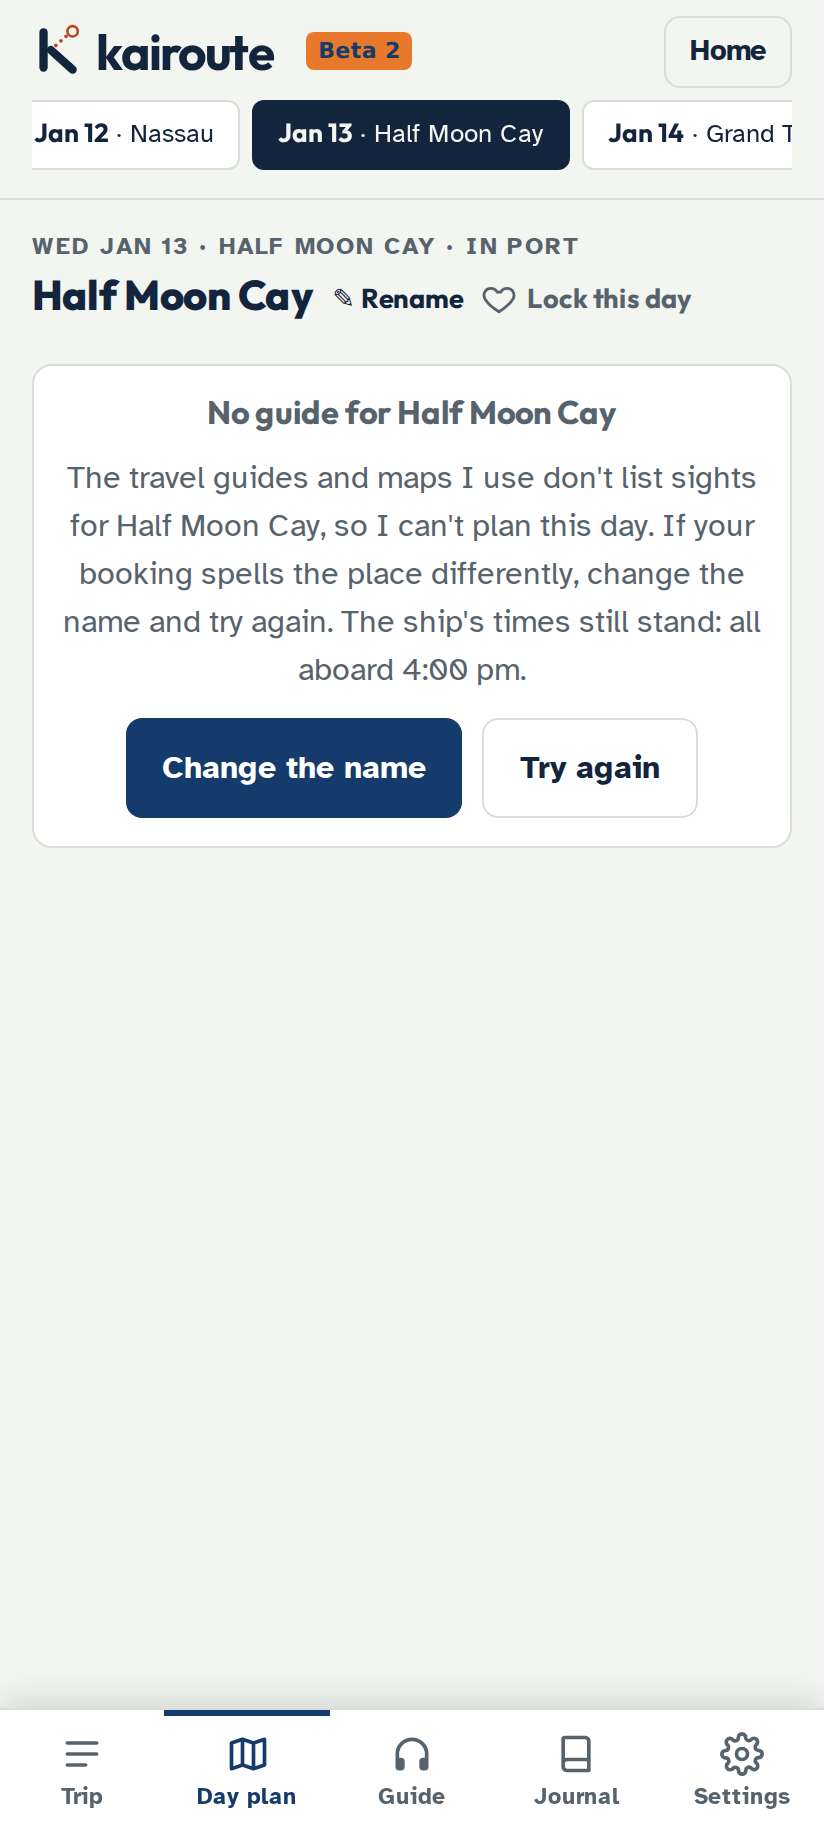 kairoute Beta 2 Home
Jan 12 · Nassau Jan 13 · Half Moon Cay Jan 14 · Grand T
WED JAN 13 · HALF MOON CAY · IN PORT
Half Moon Cay ✎ Rename Lock this day
No guide for Half Moon Cay
The travel guides and maps I use don't list sights
for Half Moon Cay, so I can't plan this day. If your
booking spells the place differently, change the
name and try again. The ship's times still stand: all
aboard 4:00 pm.
Change the name Try again
Trip Day plan Guide Journal Settings